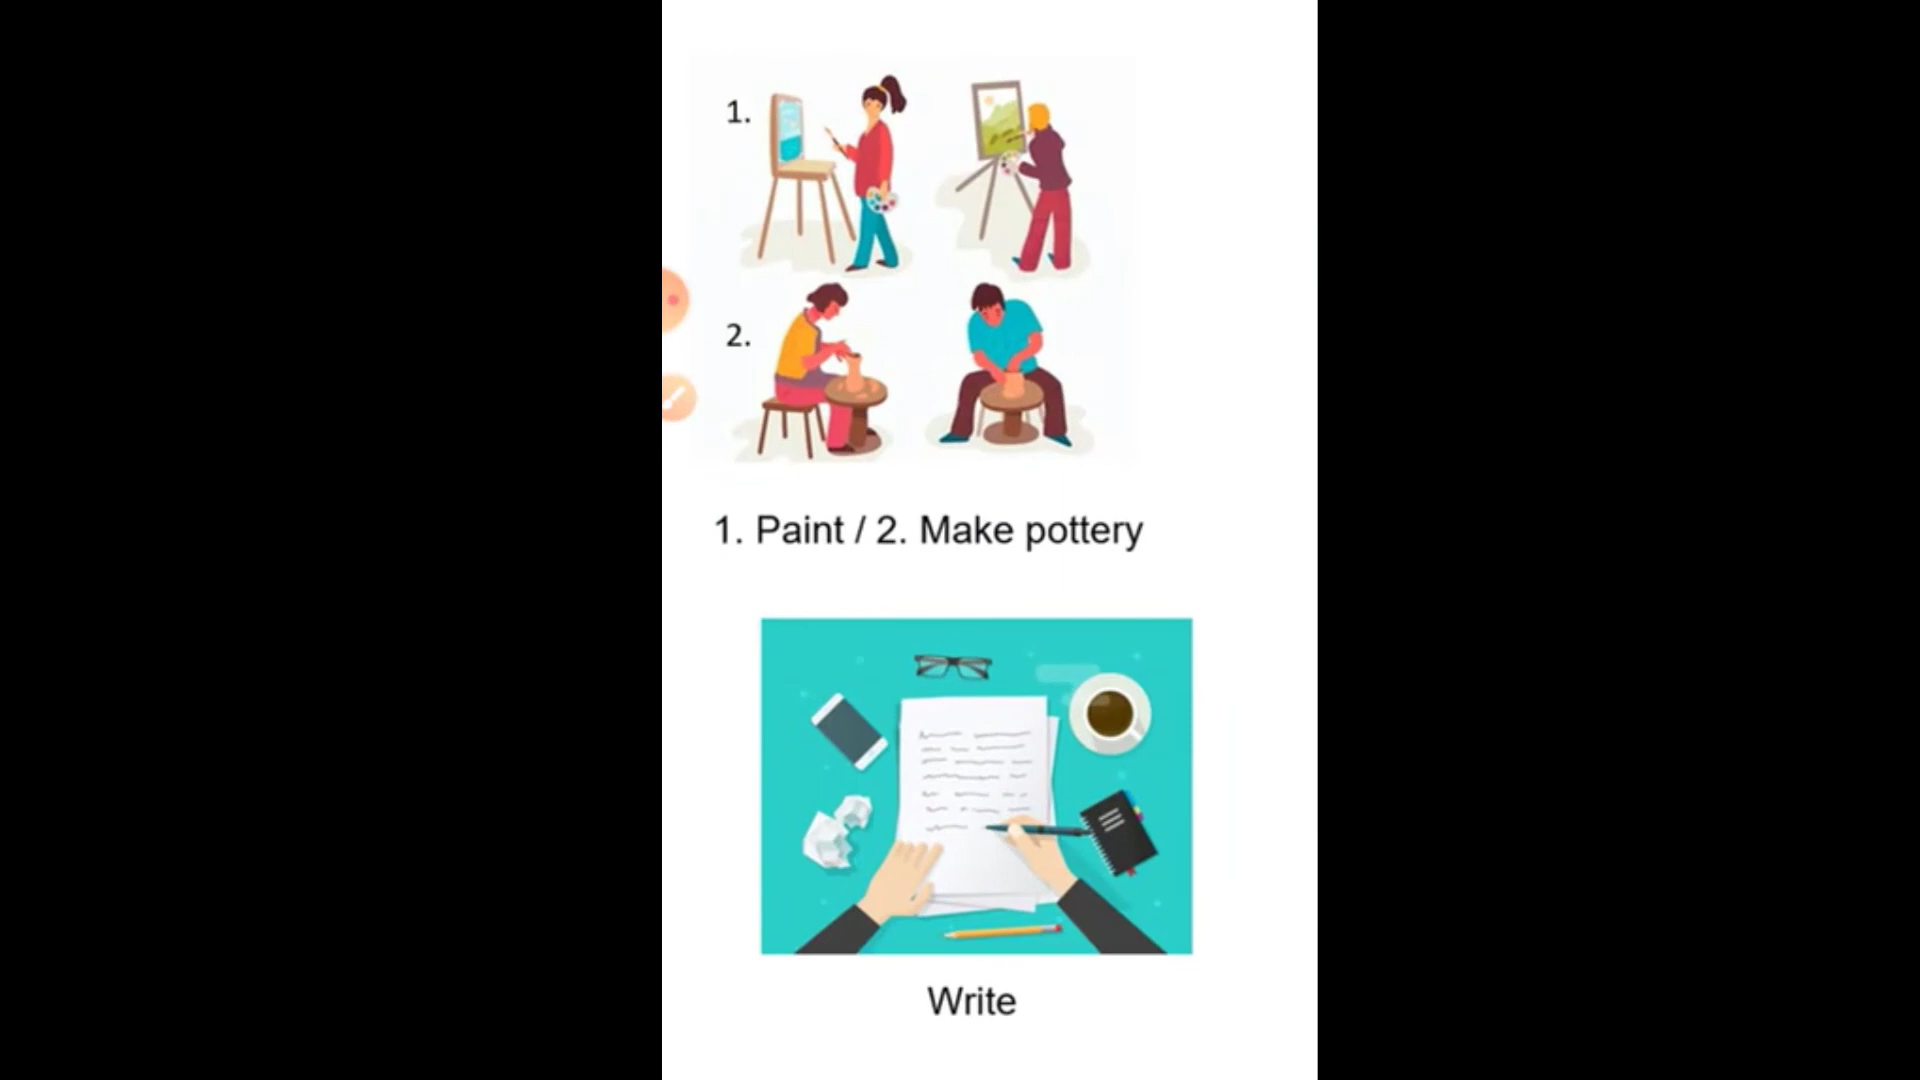 1.
2.
1. Paint / 2. Make pottery
Write